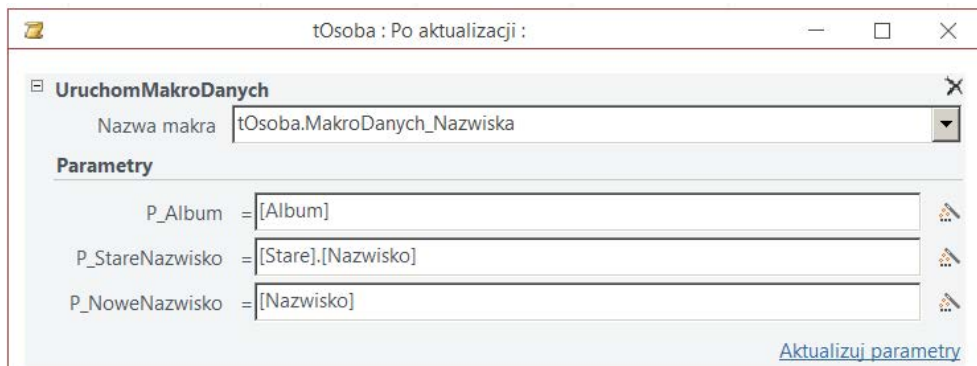 tOsoba : Po aktualizacji :
UruchomMakroDanych
Nazwa makra tOsoba.MakroDanych_Nazwiska
Parametry
P_Album = [Album]
P_StareNazwisko = [Stare].[Nazwisko]
P_NoweNazwisko = [Nazwisko]
Aktualizuj parametry